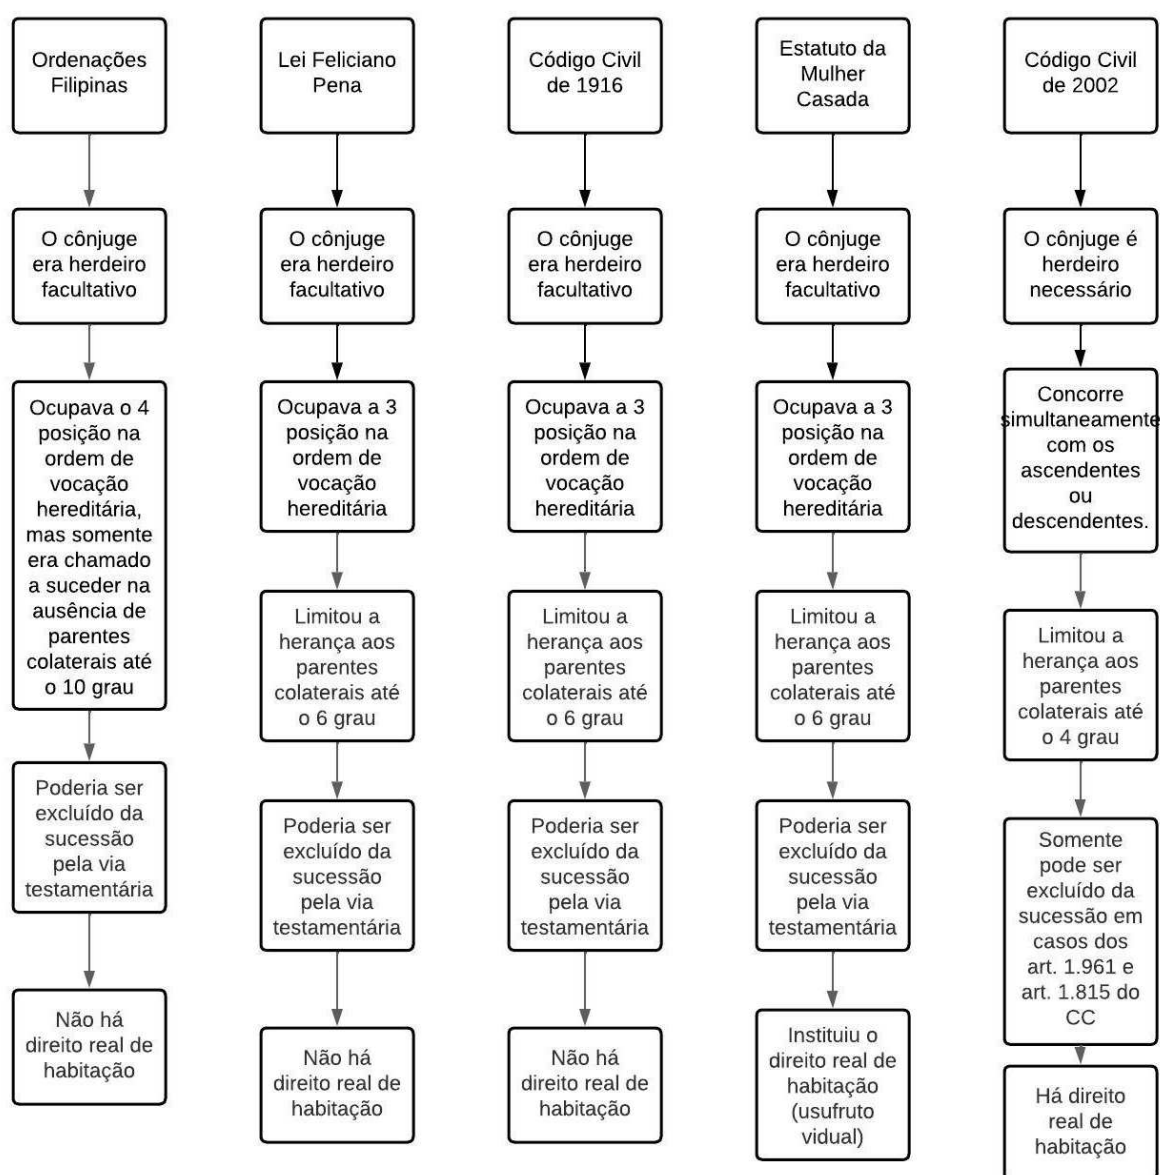 Ordenações
Filipinas
O cônjuge
era herdeiro
facultativo
Ocupava o 4
posição na
ordem de
vocação
hereditária,
mas somente
era chamado
a suceder na
ausência de
parentes
colaterais até
o 10 grau
Poderia ser
excluído da
sucessão
pela via
testamentária
Não há
direito real de
habitação
Lei Feliciano
Pena
O cônjuge
era herdeiro
facultativo
Ocupava a 3
posição na
ordem de
vocação
hereditária
Limitou a
herança aos
parentes
colaterais até
o 6 grau
Poderia ser
excluído da
sucessão
pela via
testamentária
Não há
direito real de
habitação
Código Civil
de 1916
O cônjuge
era herdeiro
facultativo
Ocupava a 3
posição na
ordem de
vocação
hereditária
Limitou a
herança aos
parentes
colaterais até
o 6 grau
Poderia ser
excluído da
sucessão
pela via
testamentária
Não há
direito real de
habitação
Estatuto da
Mulher
Casada
O cônjuge
era herdeiro
facultativo
Ocupava a 3
posição na
ordem de
vocação
hereditária
Limitou a
herança aos
parentes
colaterais até
o 6 grau
Poderia ser
excluído da
sucessão
pela via
testamentária
Instituiu o
direito real de
habitação
(usufruto
vidual)
Código Civil
de 2002
O cônjuge é
herdeiro
necessário
Concorre
simultaneamente
com os
ascendentes
ou
descendentes.
Limitou a
herança aos
parentes
colaterais até
o 4 grau
Somente
pode ser
excluído da
sucessão em
casos dos
art. 1.961 e
art. 1.815 do
CC
Há direito
real de
habitação